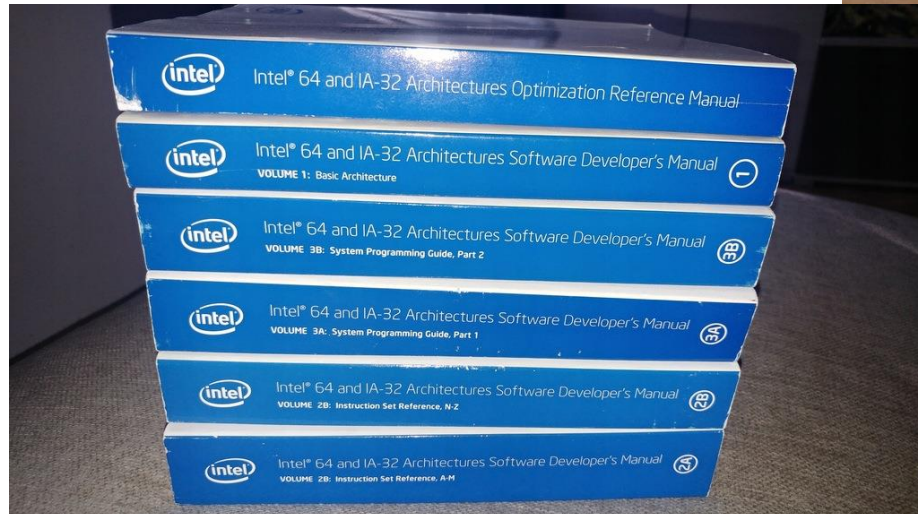 intel
Intel® 64 and IA-32 Architectures Optimization Reference Manual
intel
Intel® 64 and IA-32 Architectures Software Developer's Manual
VOLUME 1: Basic Architecture
1
intel
Intel® 64 and IA-32 Architectures Software Developer's Manual
VOLUME 3B: System Programming Guide, Part 2
3B
intel
Intel® 64 and IA-32 Architectures Software Developer's Manual
VOLUME 3A: System Programming Guide, Part 1
3A
intel
Intel® 64 and IA-32 Architectures Software Developer's Manual
VOLUME 2B: Instruction Set Reference, N-Z
2B
intel
Intel® 64 and IA-32 Architectures Software Developer's Manual
VOLUME 2B: Instruction Set Reference, A-M
2A